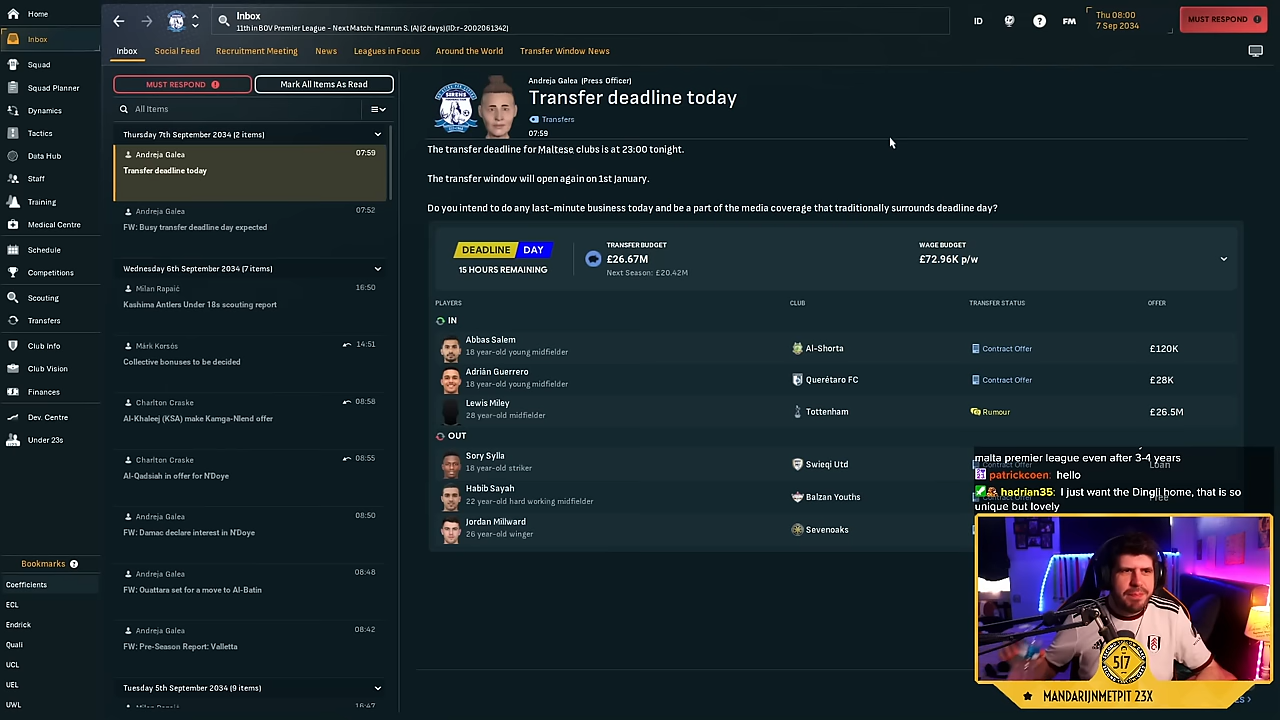 Home
Inbox
Squad
Squad Planner
Dynamics
Tactics
Data Hub
Staff
Training
Medical Centre
Schedule
Competitions
Scouting
Transfers
Club Info
Club Vision
Finances
Dev. Centre
Under 23s
Bookmarks
Coefficients
ECL
Endrick
Quali
UCL
UEL
UWL
Inbox
11th in BOV Premier League - Next Match: Hamrun S. (A) (2 days) (ID:r-2002061342)
ID
FM
Thu 08:00
7 Sep 2034
MUST RESPOND
Inbox
Social Feed
Recruitment Meeting
News
Leagues in Focus
Around the World
Transfer Window News
MUST RESPOND
Mark All Items As Read
All Items
Thursday 7th September 2034 (2 items)
Andreja Galea 07:59
Transfer deadline today
Andreja Galea 07:52
FW: Busy transfer deadline day expected
Wednesday 6th September 2034 (7 items)
Milan Rapaić 16:50
Kashima Antlers Under 18s scouting report
Márk Korsós 14:51
Collective bonuses to be decided
Charlton Craske 08:58
Al-Khaleej (KSA) make Kamga-Nlend offer
Charlton Craske 08:55
Al-Qadsiah in offer for N'Doye
Andreja Galea 08:50
FW: Damac declare interest in N'Doye
Andreja Galea 08:48
FW: Ouattara set for a move to Al-Batin
Andreja Galea 08:42
FW: Pre-Season Report: Valletta
Tuesday 5th September 2034 (9 items)
Milan Rapaić 16:47
SIRENS
Andreja Galea (Press Officer)
Transfer deadline today
Transfers
07:59
The transfer deadline for Maltese clubs is at 23:00 tonight.
The transfer window will open again on 1st January.
Do you intend to do any last-minute business today and be a part of the media coverage that traditionally surrounds deadline day?
DEADLINE DAY
15 HOURS REMAINING
TRANSFER BUDGET
£26.67M
Next Season: £20.42M
WAGE BUDGET
£72.96K p/w
PLAYERS CLUB TRANSFER STATUS OFFER
IN
Abbas Salem
18 year-old young midfielder
Al-Shorta
Contract Offer
£120K
Adrián Guerrero
18 year-old young midfielder
Querétaro FC
Contract Offer
£28K
Lewis Miley
28 year-old midfielder
Tottenham
Rumour
£26.5M
OUT
Sory Sylla
18 year-old striker
Swieqi Utd
Contract Offer
Loan
Habib Sayah
22 year-old hard working midfielder
Balzan Youths
Jordan Millward
26 year-old winger
Sevenoaks
malta premier league even after 3-4 years
patrickcoen: hello
hadrian35: I just want the Dingli home, that is so
unique but lovely
517
MANDARIJNMETPIT 23X